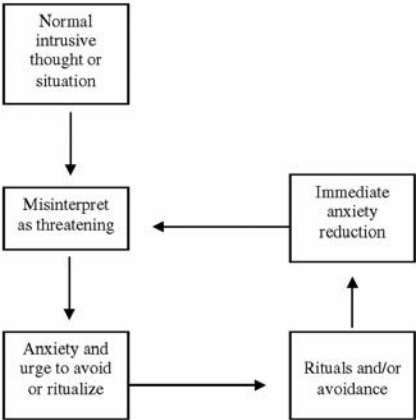 Normal
intrusive
thought or
situation
Misinterpret
as threatening
Immediate
anxiety
reduction
Anxiety and
urge to avoid
or ritualize
Rituals and/or
avoidance